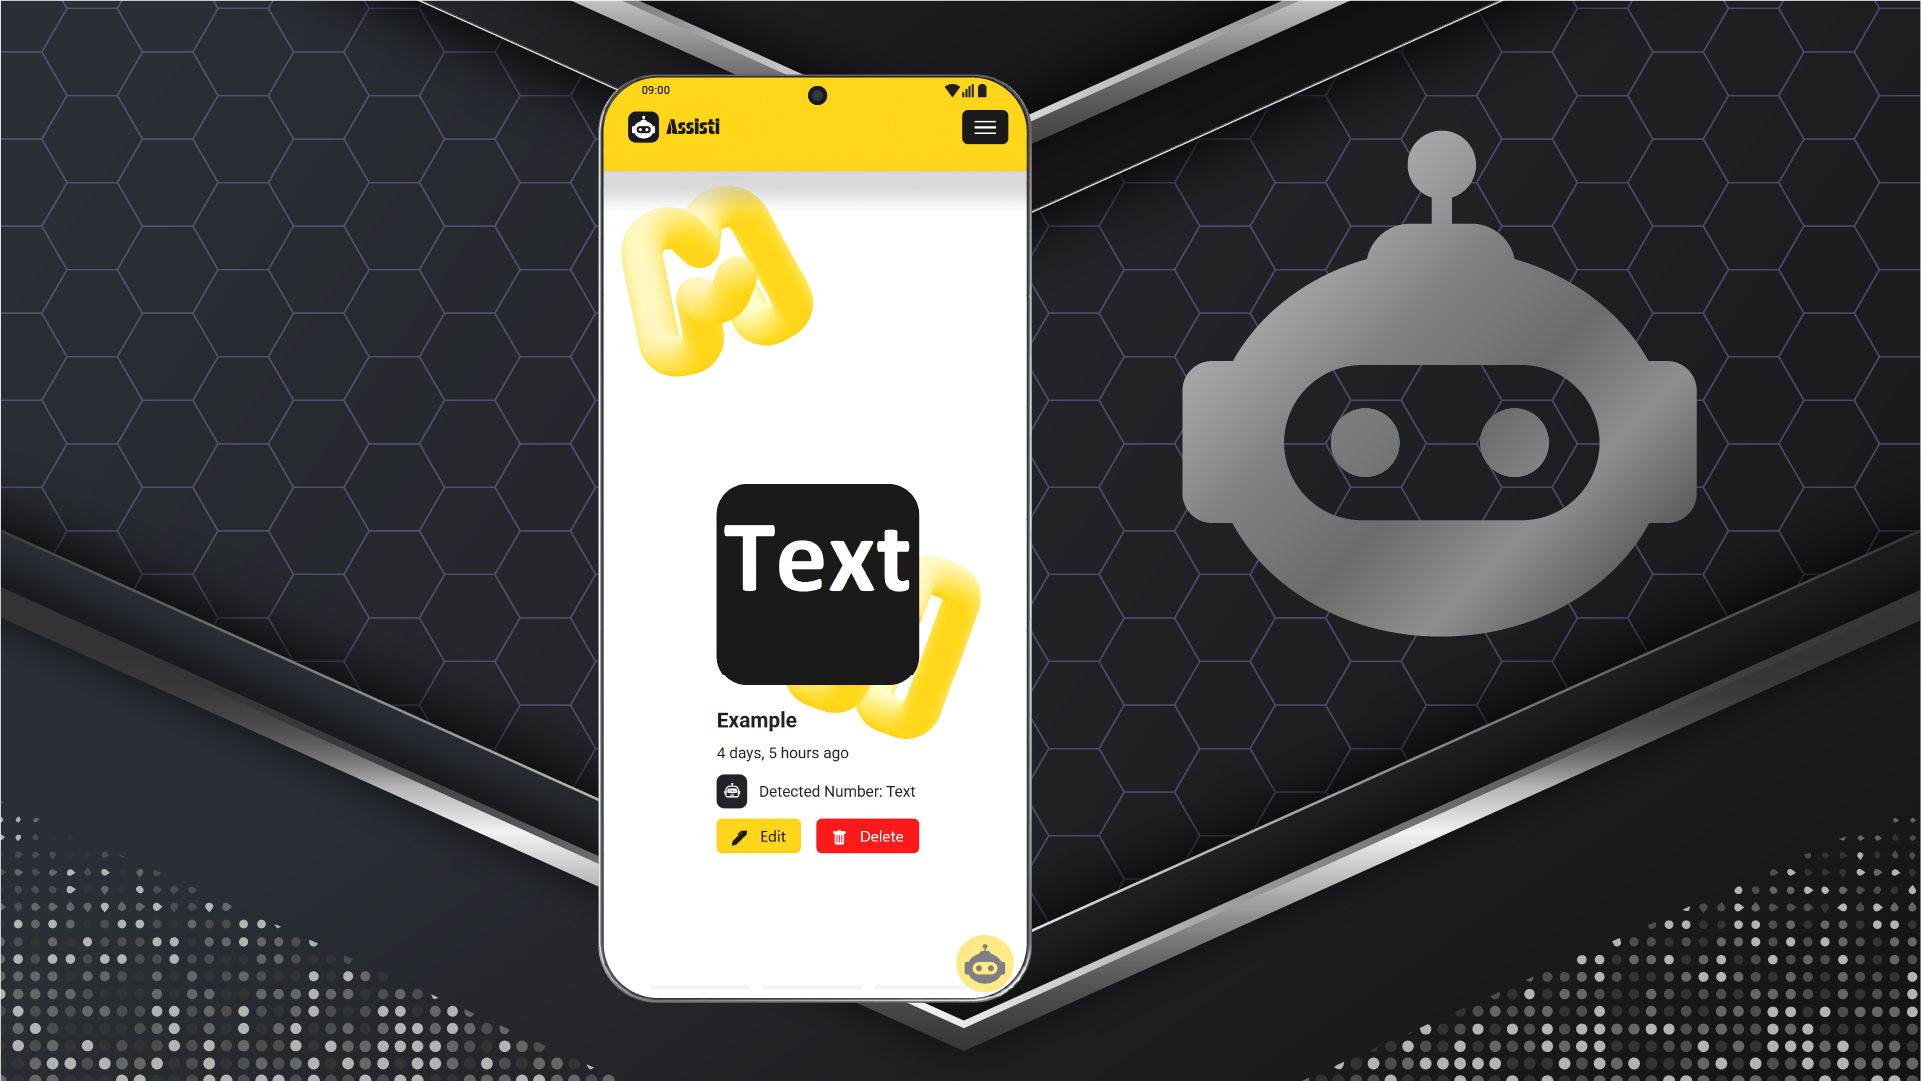 09:00
Assisti
Text
Example
4 days, 5 hours ago
Detected Number: Text
Edit
Delete